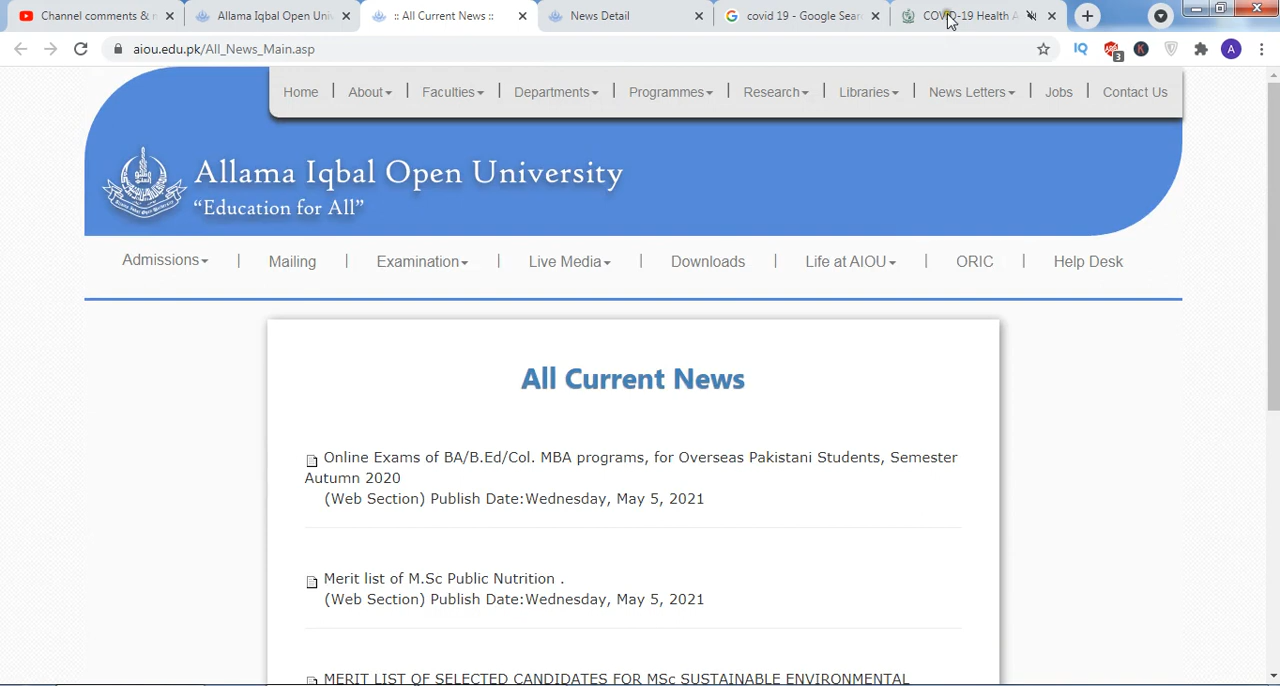 Channel comments & m
Allama Iqbal Open Uni
:: All Current News ::
News Detail
covid 19 - Google Sear
COVID-19 Health A
aiou.edu.pk/All_News_Main.asp
IQ
3
K
A
Home | About | Faculties | Departments | Programmes | Research | Libraries | News Letters | Jobs | Contact Us
Allama Iqbal Open University
“Education for All”
Admissions | Mailing | Examination | Live Media | Downloads | Life at AIOU | ORIC | Help Desk
All Current News
Online Exams of BA/B.Ed/Col. MBA programs, for Overseas Pakistani Students, Semester
Autumn 2020
(Web Section) Publish Date:Wednesday, May 5, 2021
Merit list of M.Sc Public Nutrition .
(Web Section) Publish Date:Wednesday, May 5, 2021
MERIT LIST OF SELECTED CANDIDATES FOR MSc SUSTAINABLE ENVIRONMENTAL